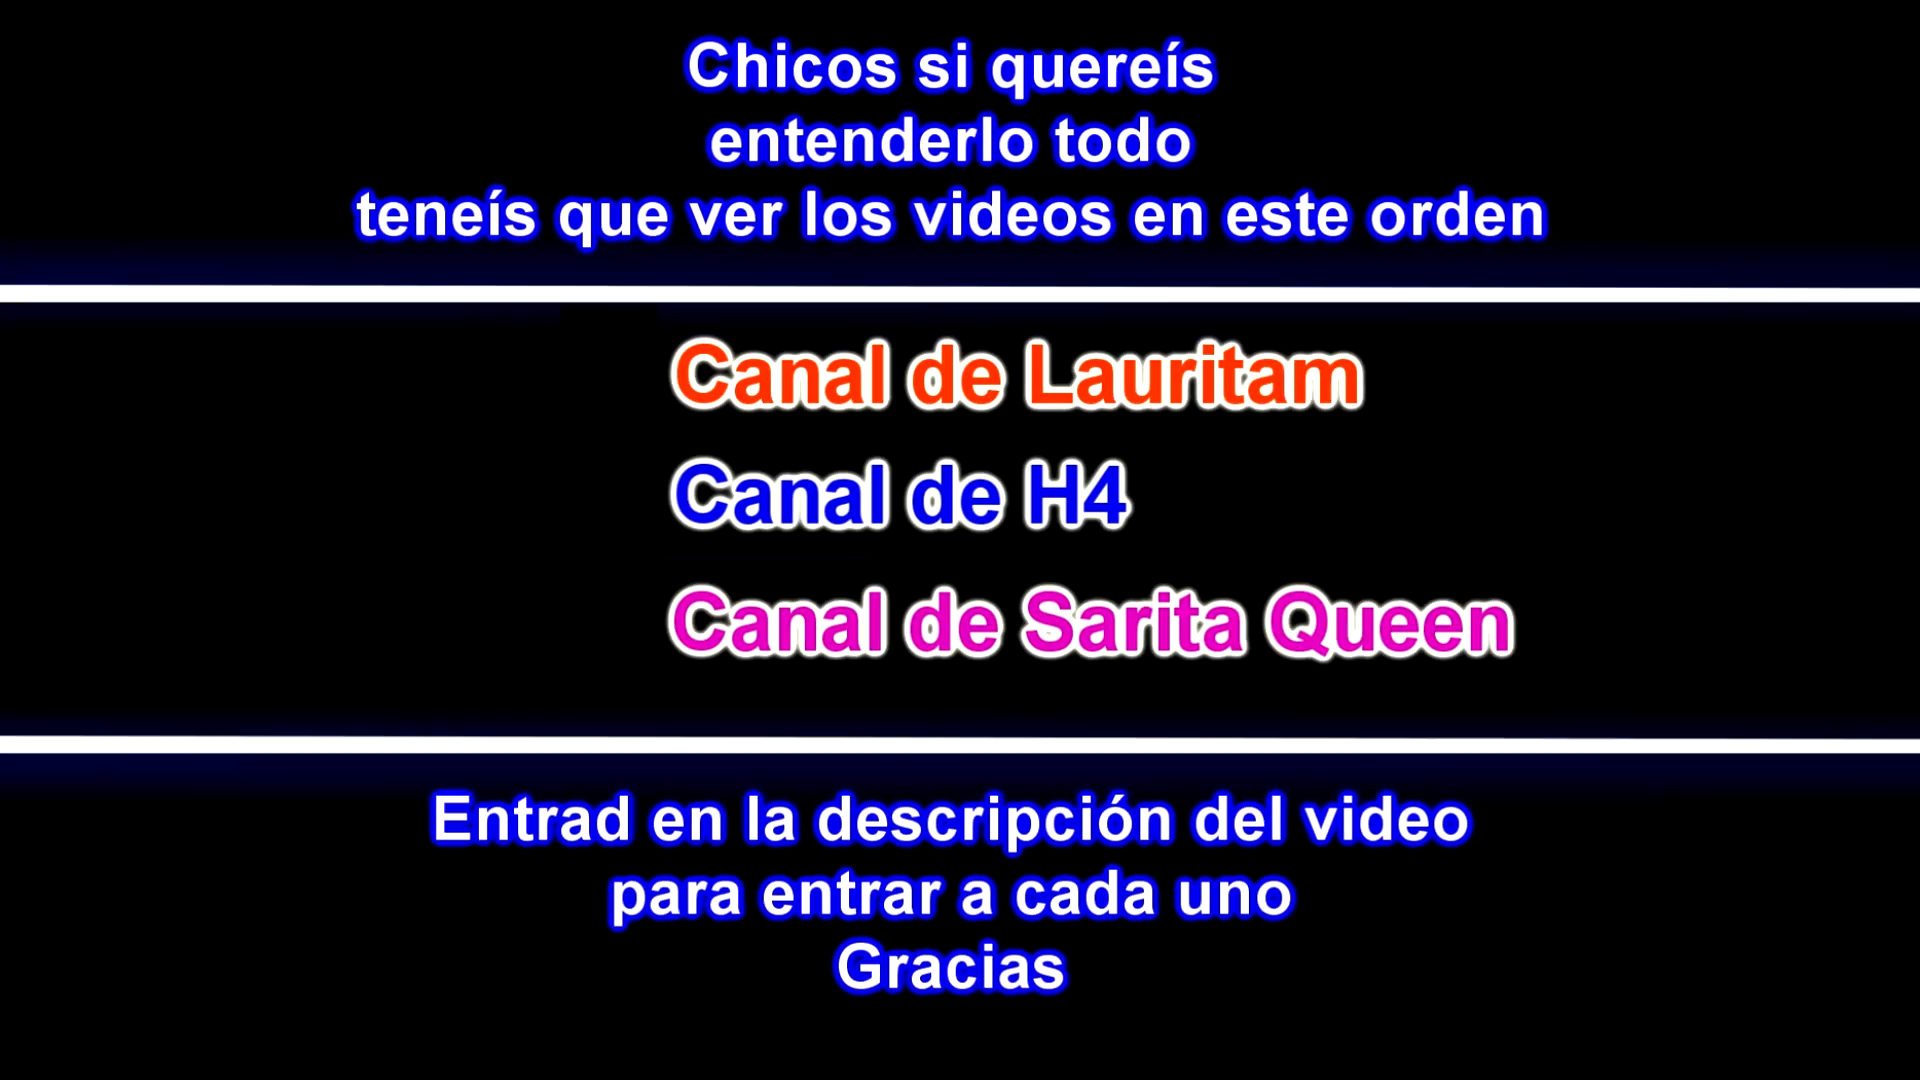 Chicos si quereís
entenderlo todo
teneís que ver los videos en este orden
Canal de Lauritam
Canal de H4
Canal de Sarita Queen
Entrad en la descripción del video
para entrar a cada uno
Gracias